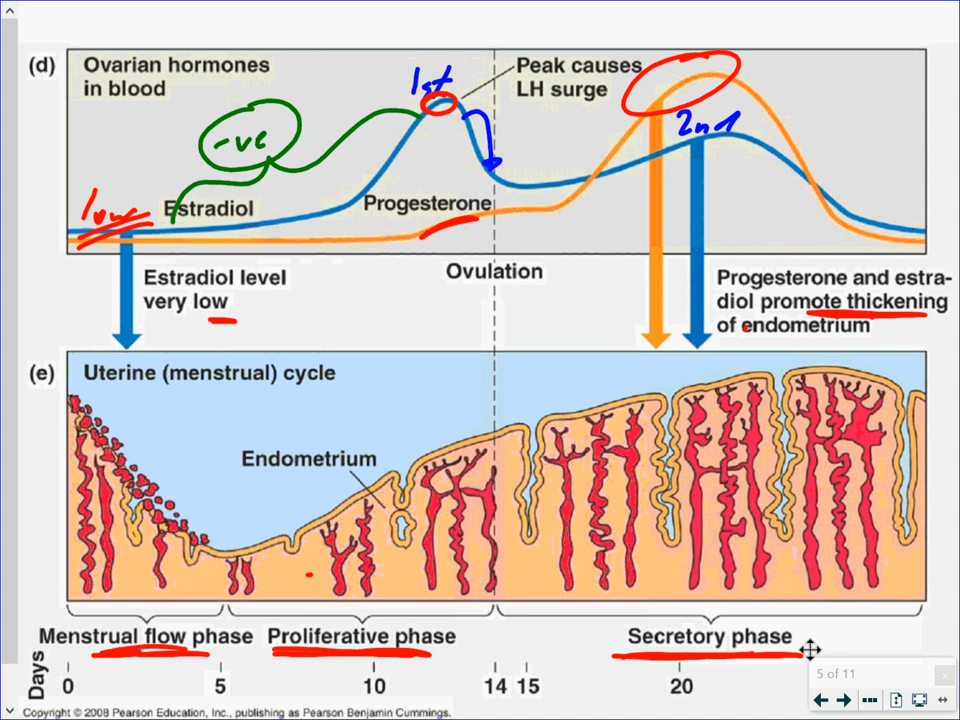 (d)
Ovarian hormones
in blood
1st
Peak causes
LH surge
-ve
2nd
low
Estradiol
Progesterone
Estradiol level
very low
Ovulation
Progesterone and estra-
diol promote thickening
of endometrium
(e)
Uterine (menstrual) cycle
Endometrium
Menstrual flow phase
Proliferative phase
Secretory phase
Days
0
5
10
14 15
20
5 of 11
Copyright © 2008 Pearson Education, Inc., publishing as Pearson Benjamin Cummings.